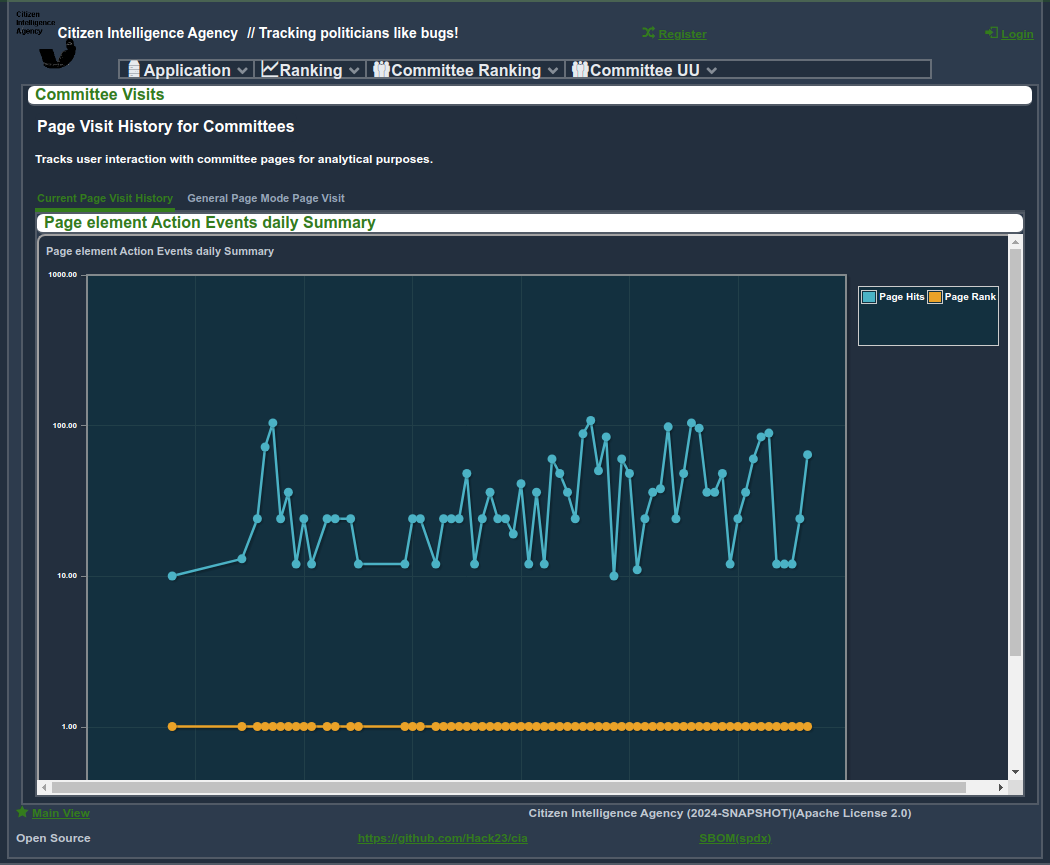 Citizen
Intelligence
Agency
Citizen Intelligence Agency // Tracking politicians like bugs!
Register
Login
Application
Ranking
Committee Ranking
Committee UU
Committee Visits
Page Visit History for Committees
Tracks user interaction with committee pages for analytical purposes.
Current Page Visit History
General Page Mode Page Visit
Page element Action Events daily Summary
Page element Action Events daily Summary
1000.00
100.00
10.00
1.00
Page Hits
Page Rank
Main View
Citizen Intelligence Agency (2024-SNAPSHOT)(Apache License 2.0)
Open Source
https://github.com/Hack23/cia
SBOM(spdx)